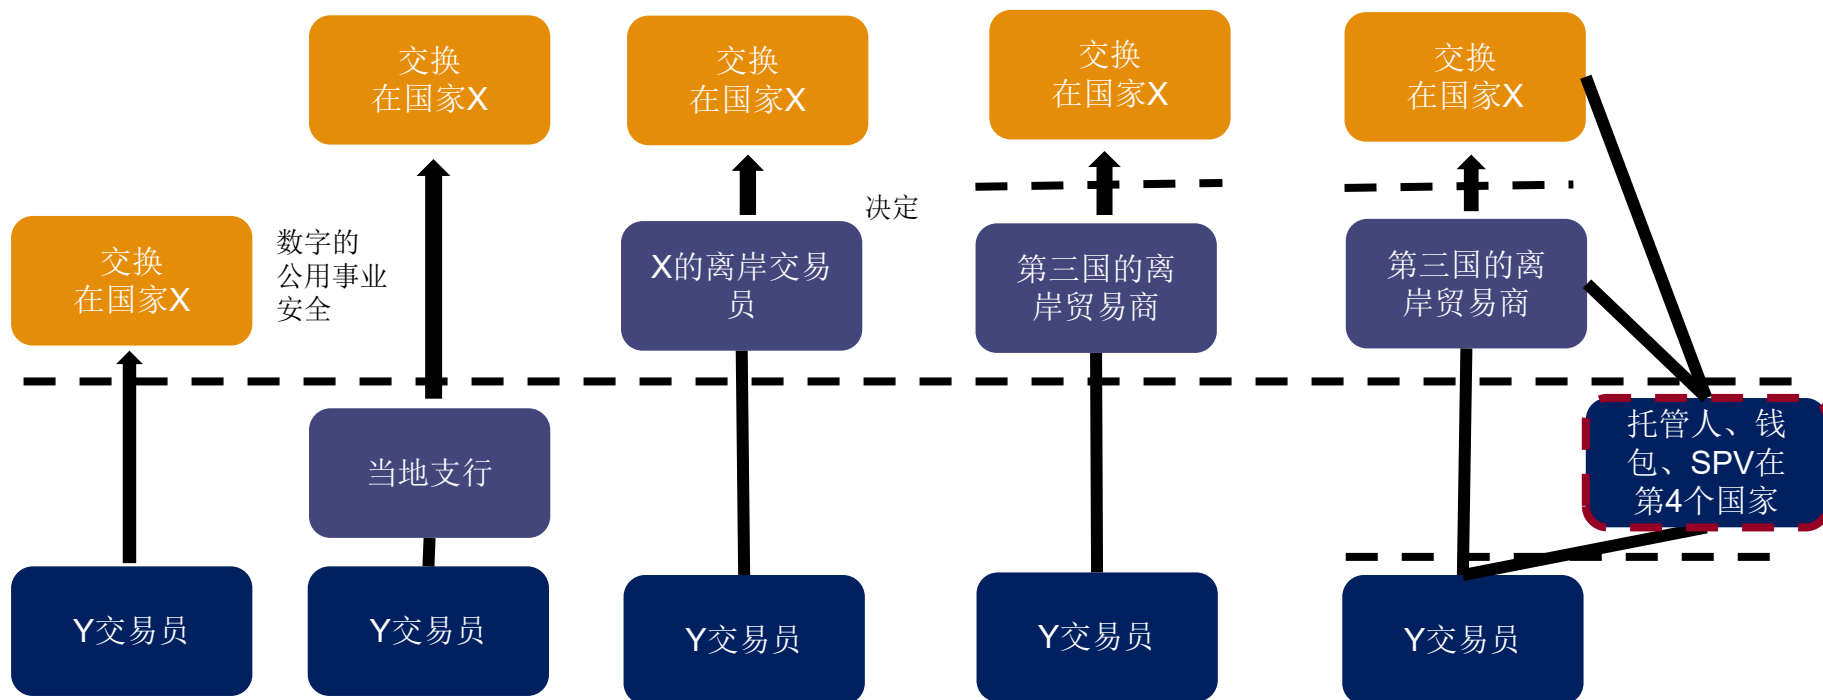 交换
在国家X
交换
在国家X
交换
在国家X
交换
在国家X
交换
在国家X
数字的
公用事业
安全
决定
X的离岸交易
员
第三国的离
岸贸易商
第三国的离
岸贸易商
当地支行
托管人、钱
包、SPV在
第4个国家
Y交易员
Y交易员
Y交易员
Y交易员
Y交易员